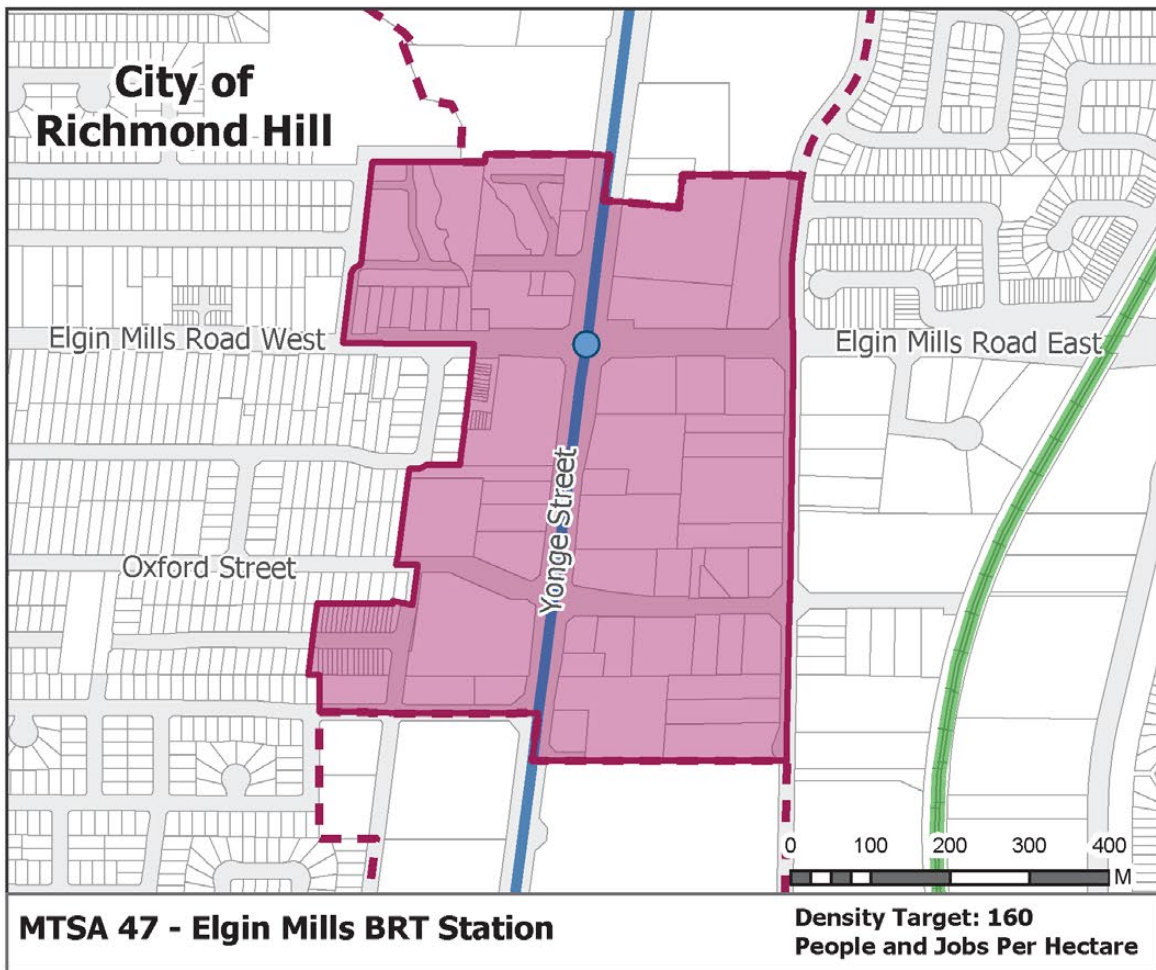 City of
Richmond Hill
Elgin Mills Road West
Elgin Mills Road East
Yonge Street
Oxford Street
0 100 200 300 400
M
MTSA 47 - Elgin Mills BRT Station
Density Target: 160
People and Jobs Per Hectare